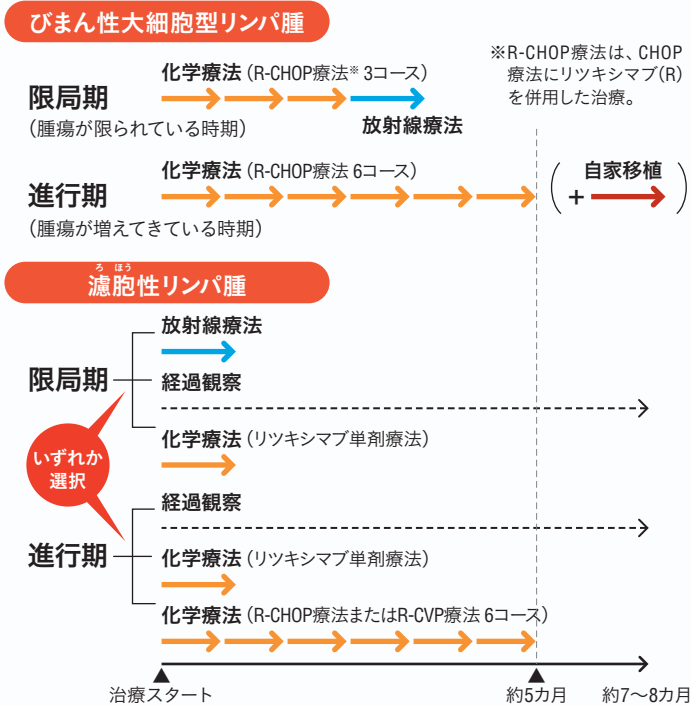 びまん性大細胞型リンパ腫
※R-CHOP療法は、CHOP
療法にリツキシマブ(R)
を併用した治療。
化学療法(R-CHOP療法※ 3コース)
限局期
(腫瘍が限られている時期)
放射線療法
化学療法(R-CHOP療法 6コース)
進行期
(腫瘍が増えてきている時期)
(+自家移植)
ろ ほう
濾胞性リンパ腫
放射線療法
限局期
経過観察
化学療法(リツキシマブ単剤療法)
いずれか
選択
経過観察
進行期
化学療法(リツキシマブ単剤療法)
化学療法(R-CHOP療法またはR-CVP療法 6コース)
治療スタート
約5カ月
約7〜8カ月